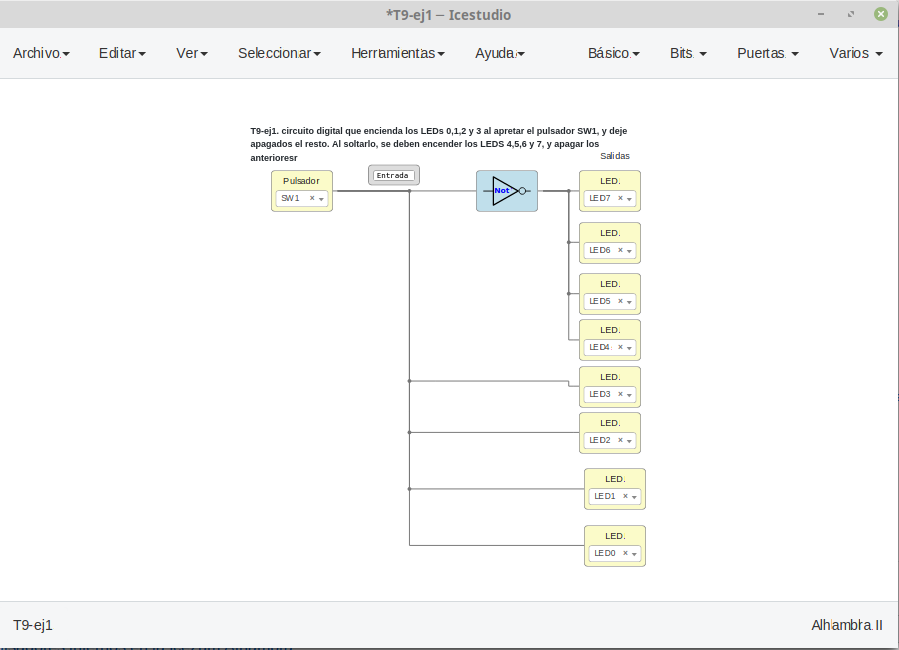 *T9-ej1 – Icestudio
Archivo Editar Ver Seleccionar Herramientas Ayuda Básico Bits Puertas Varios
T9-ej1. circuito digital que encienda los LEDs 0,1,2 y 3 al apretar el pulsador SW1, y deje
apagados el resto. Al soltarlo, se deben encender los LEDS 4,5,6 y 7, y apagar los
anterioresr
Salidas
Pulsador
SW1
Entrada
Not
LED.
LED7
LED.
LED6
LED.
LED5
LED.
LED4
LED.
LED3
LED.
LED2
LED.
LED1
LED.
LED0
T9-ej1
Alhambra II